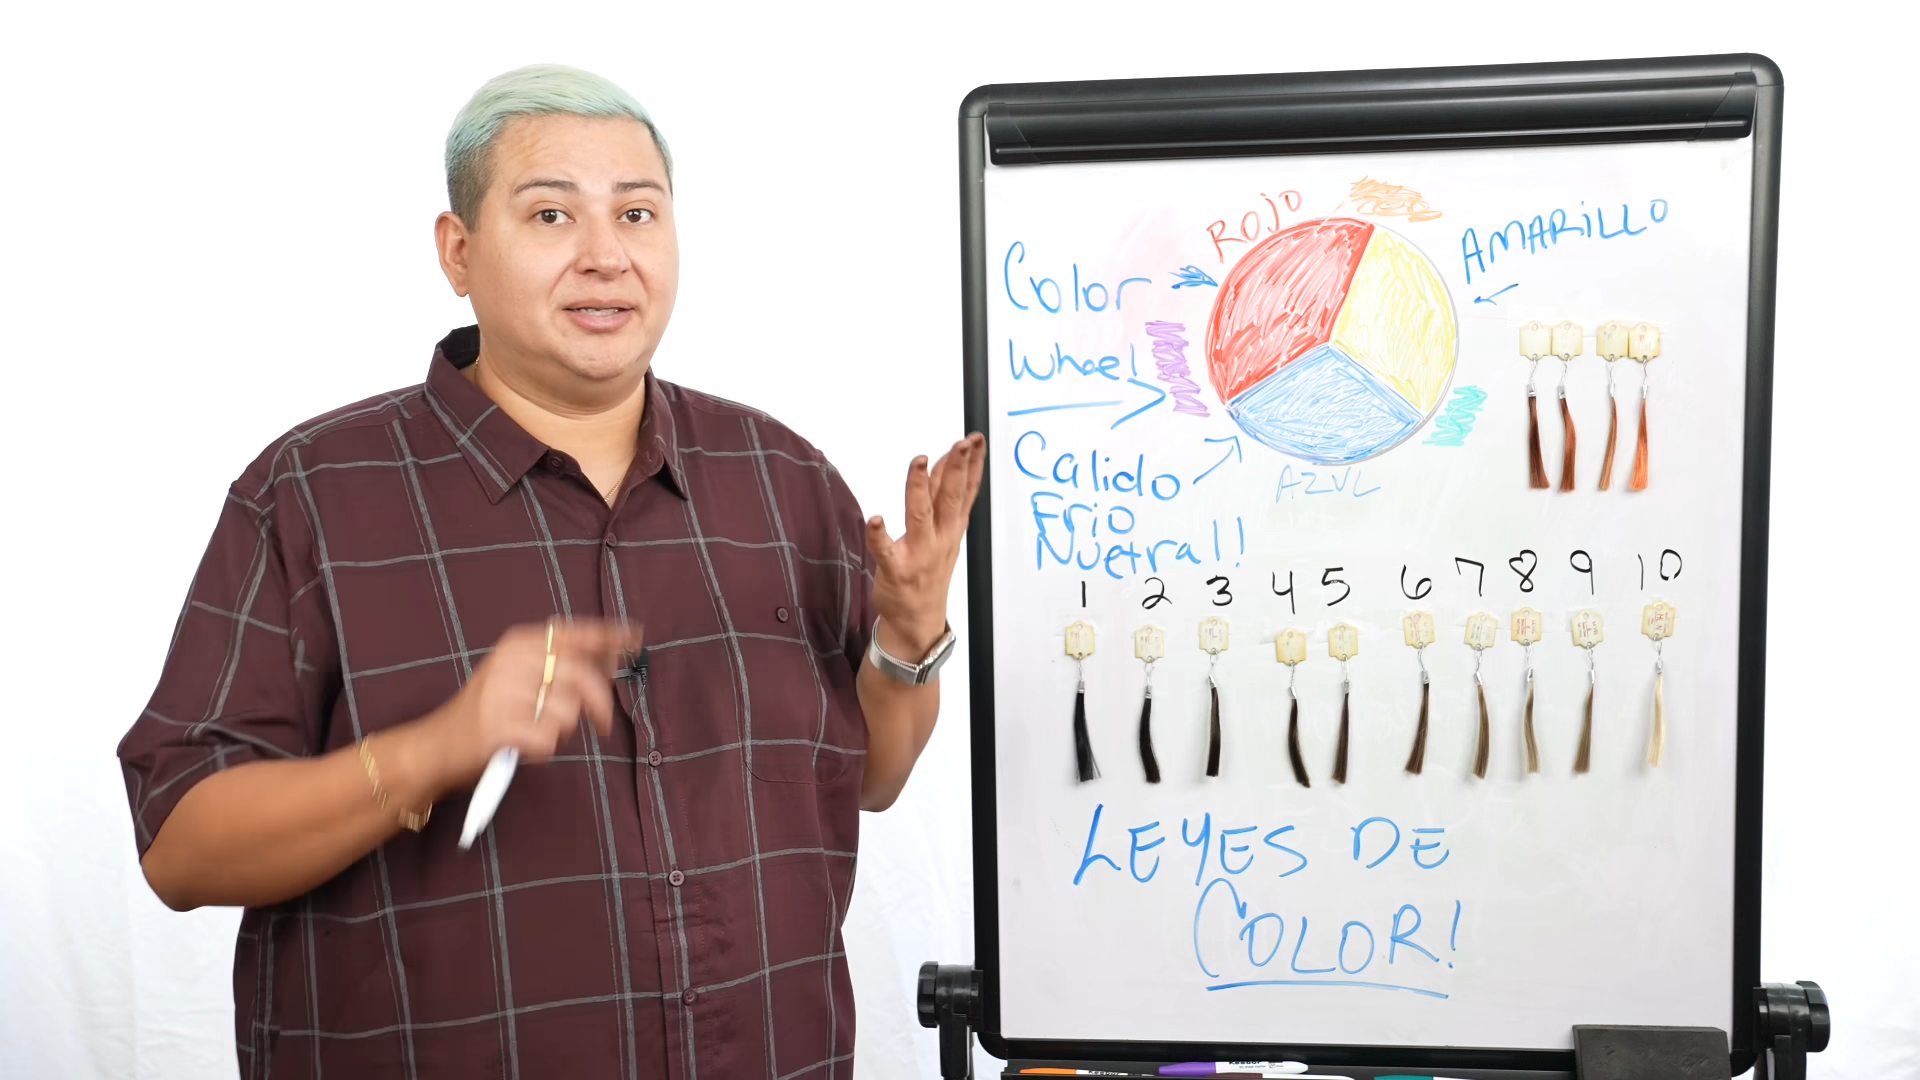 ROJO
AMARILLO
Color
Wheel
Calido
Frio
Nuetral!!
AZUL
1 2 3 4 5 6 7 8 9 10
LEYES DE
COLOR!